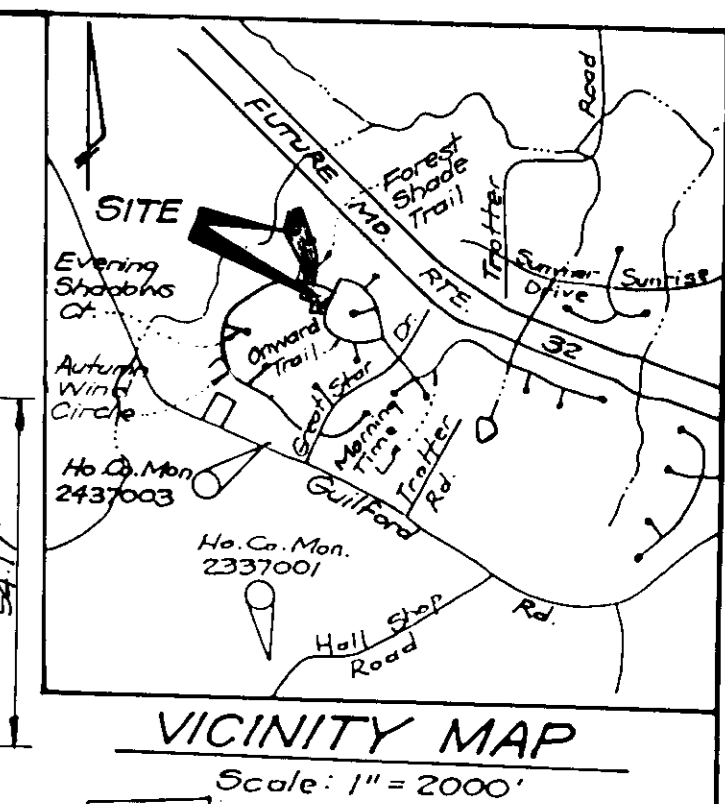 FUTURE MD. RTE. 32
Road
Forest
Shade
Trail
Trotter
SITE
Evening
Shadows
Ct.
Summer
Drive
Sunrise
Onward
Trail
Dr.
Star
Great
Autumn
Wind
Circle
Morning
Time
Trotter
Rd.
Ho.Co.Mon.
2437003
Guilford
Rd.
Ho.Co.Mon.
2337001
Hall Shop
Road
VICINITY MAP
Scale: 1" = 2000'